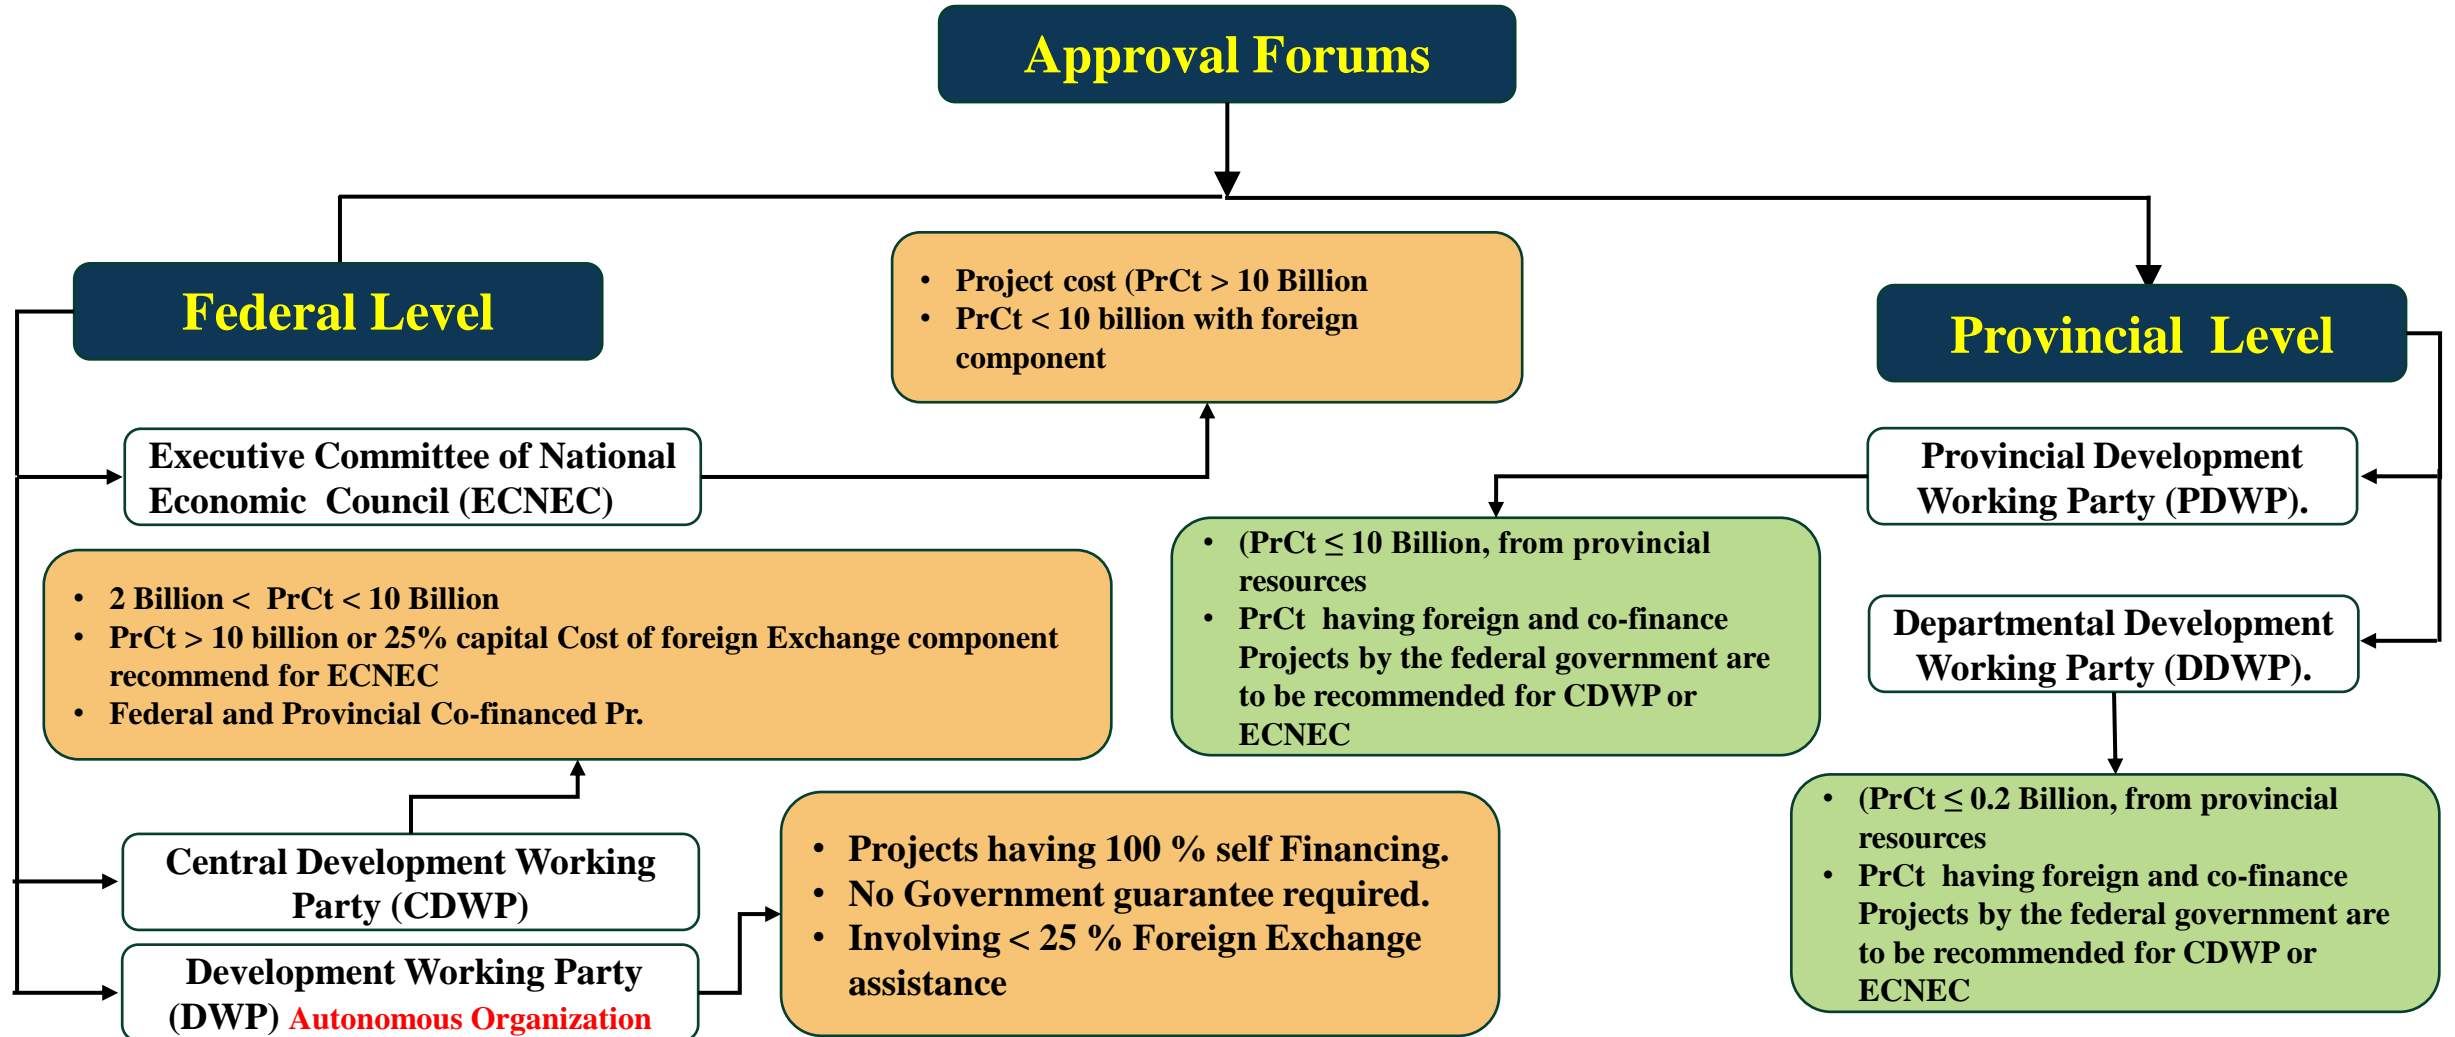 Approval Forums
Federal Level
• Project cost (PrCt > 10 Billion
• PrCt < 10 billion with foreign
component
Provincial Level
Executive Committee of National
Economic Council (ECNEC)
Provincial Development
Working Party (PDWP).
• (PrCt ≤ 10 Billion, from provincial
resources
• PrCt having foreign and co-finance
Projects by the federal government are
to be recommended for CDWP or
ECNEC
• 2 Billion < PrCt < 10 Billion
• PrCt > 10 billion or 25% capital Cost of foreign Exchange component
recommend for ECNEC
• Federal and Provincial Co-financed Pr.
Departmental Development
Working Party (DDWP).
Central Development Working
Party (CDWP)
• Projects having 100 % self Financing.
• No Government guarantee required.
• Involving < 25 % Foreign Exchange
assistance
• (PrCt ≤ 0.2 Billion, from provincial
resources
• PrCt having foreign and co-finance
Projects by the federal government are
to be recommended for CDWP or
ECNEC
Development Working Party
(DWP) Autonomous Organization